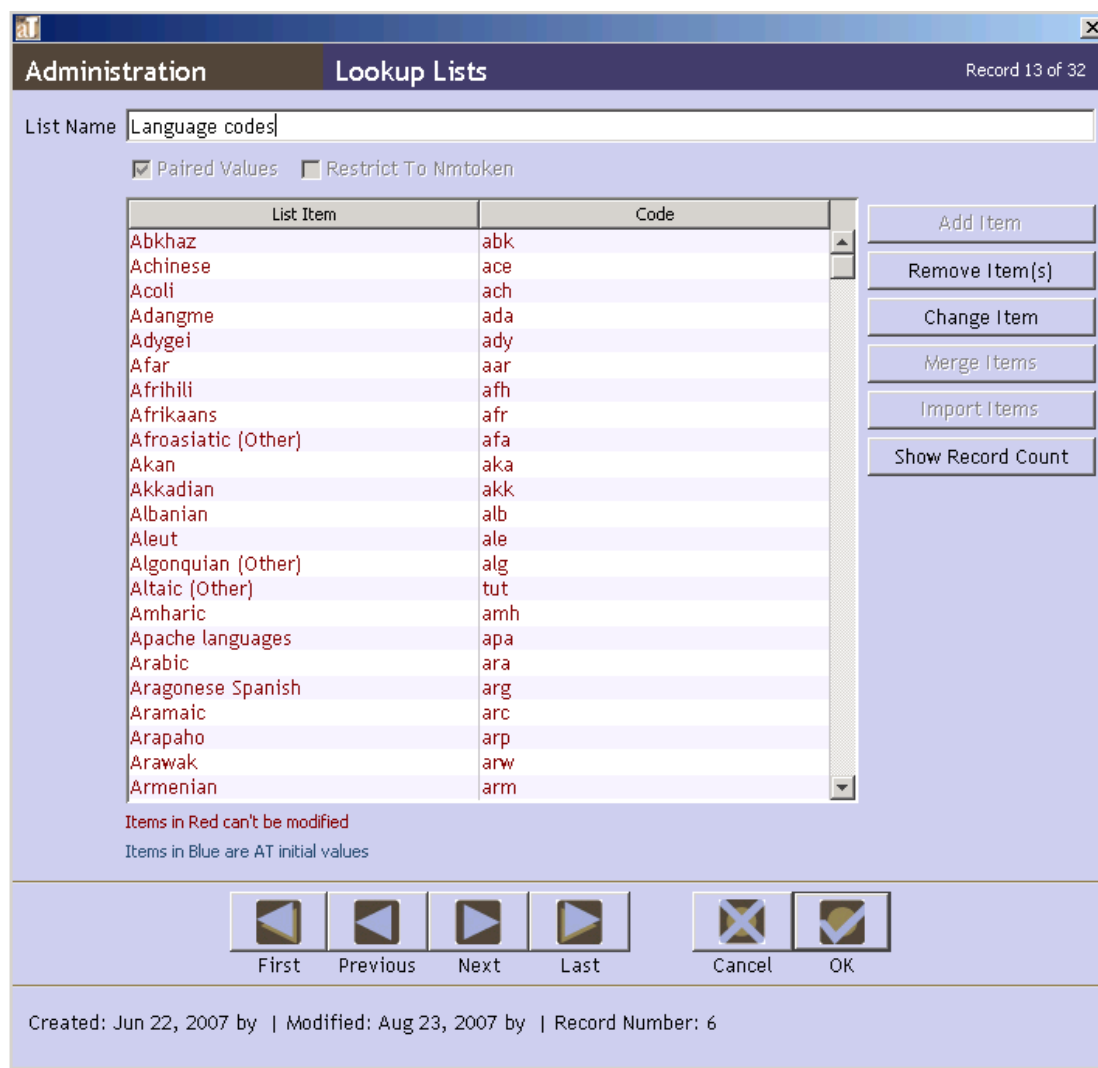 aT
Administration Lookup Lists Record 13 of 32
List Name Language codes
Paired Values Restrict To Nmtoken
List Item Code
Abkhaz abk
Achinese ace
Acoli ach
Adangme ada
Adygei ady
Afar aar
Afrihili afh
Afrikaans afr
Afroasiatic (Other) afa
Akan aka
Akkadian akk
Albanian alb
Aleut ale
Algonquian (Other) alg
Altaic (Other) tut
Amharic amh
Apache languages apa
Arabic ara
Aragonese Spanish arg
Aramaic arc
Arapaho arp
Arawak arw
Armenian arm
Add Item
Remove Item(s)
Change Item
Merge Items
Import Items
Show Record Count
Items in Red can't be modified
Items in Blue are AT initial values
First Previous Next Last Cancel OK
Created: Jun 22, 2007 by | Modified: Aug 23, 2007 by | Record Number: 6